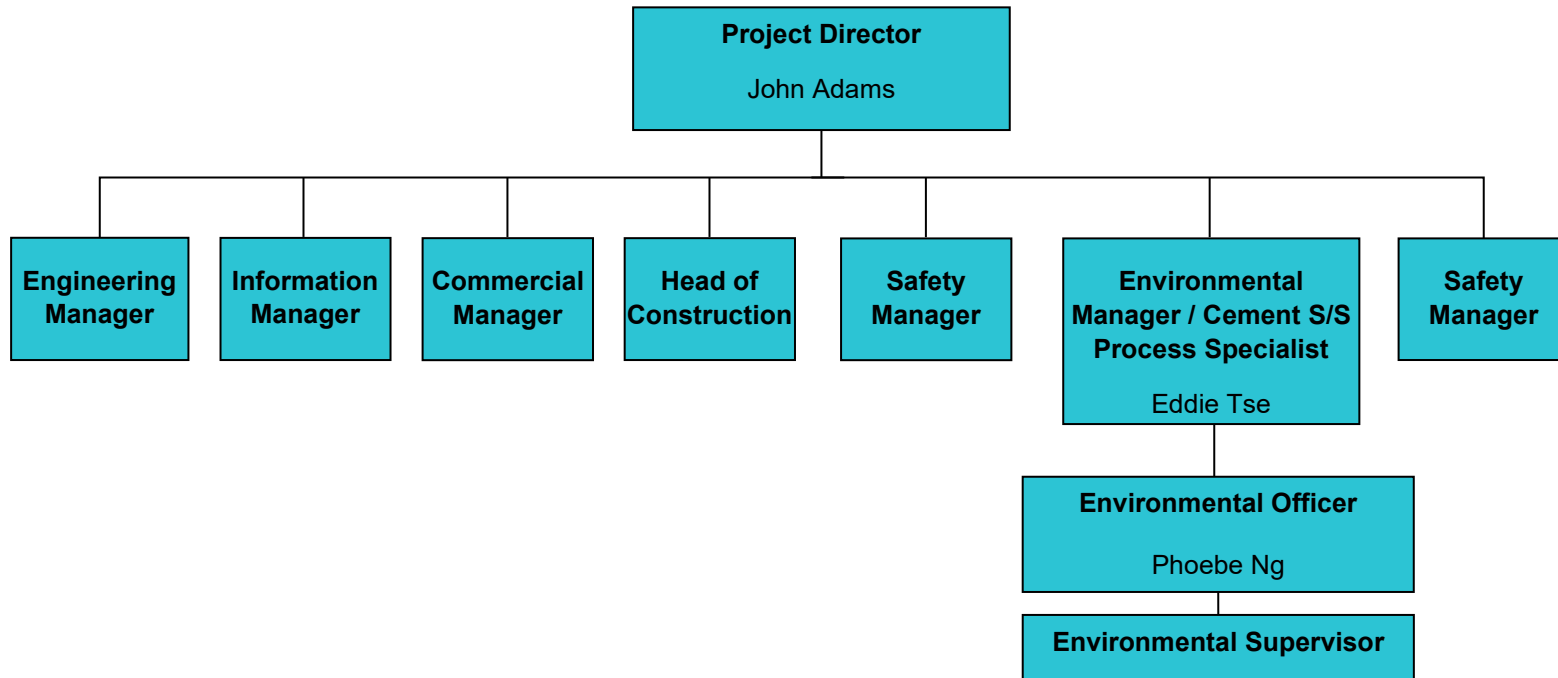 Project Director
John Adams
Engineering
Manager
Information
Manager
Commercial
Manager
Head of
Construction
Safety
Manager
Environmental
Manager / Cement S/S
Process Specialist
Eddie Tse
Safety
Manager
Environmental Officer
Phoebe Ng
Environmental Supervisor